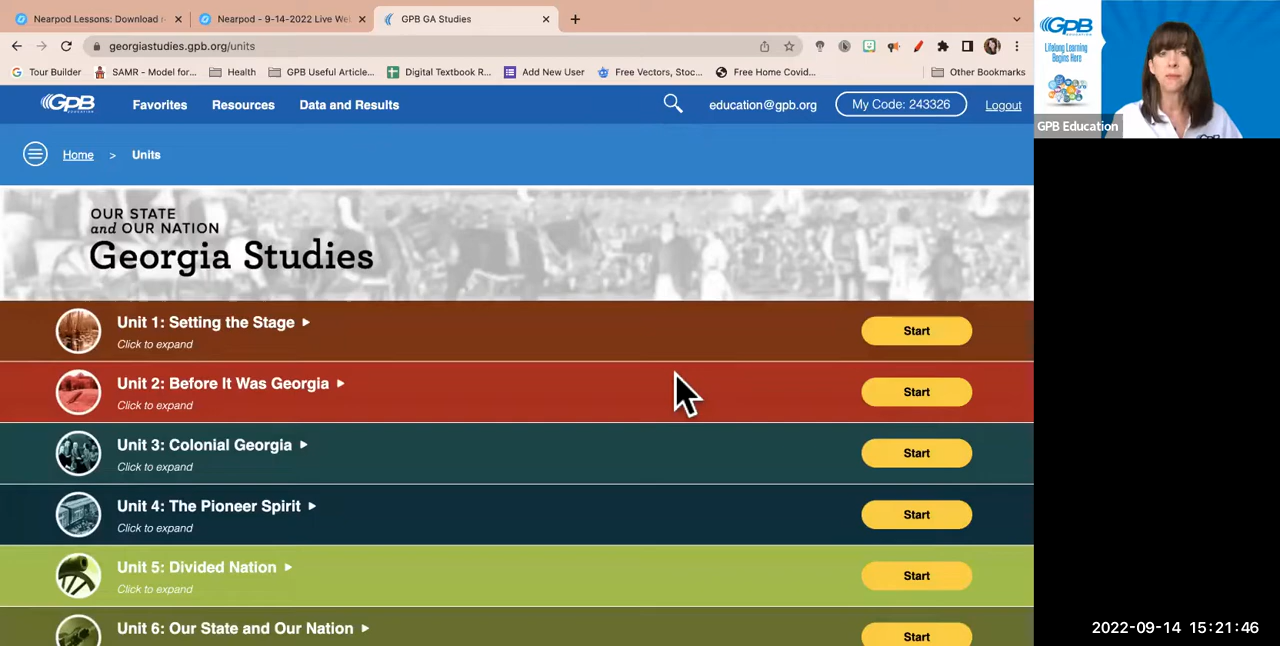 Nearpod Lessons: Download r
Nearpod - 9-14-2022 Live We
GPB GA Studies
georgiastudies.gpb.org/units
Tour Builder
SAMR - Model for...
Health
GPB Useful Article...
Digital Textbook R...
Add New User
Free Vectors, Stoc...
Free Home Covid...
Other Bookmarks
GPB
EDUCATION
Favorites
Resources
Data and Results
education@gpb.org
My Code: 243326
Logout
Home > Units
OUR STATE
and OUR NATION
Georgia Studies
Unit 1: Setting the Stage
Click to expand
Start
Unit 2: Before It Was Georgia
Click to expand
Start
Unit 3: Colonial Georgia
Click to expand
Start
Unit 4: The Pioneer Spirit
Click to expand
Start
Unit 5: Divided Nation
Click to expand
Start
Unit 6: Our State and Our Nation
Start
GPB
EDUCATION
Lifelong Learning
Begins Here
GPB Education
2022-09-14 15:21:46